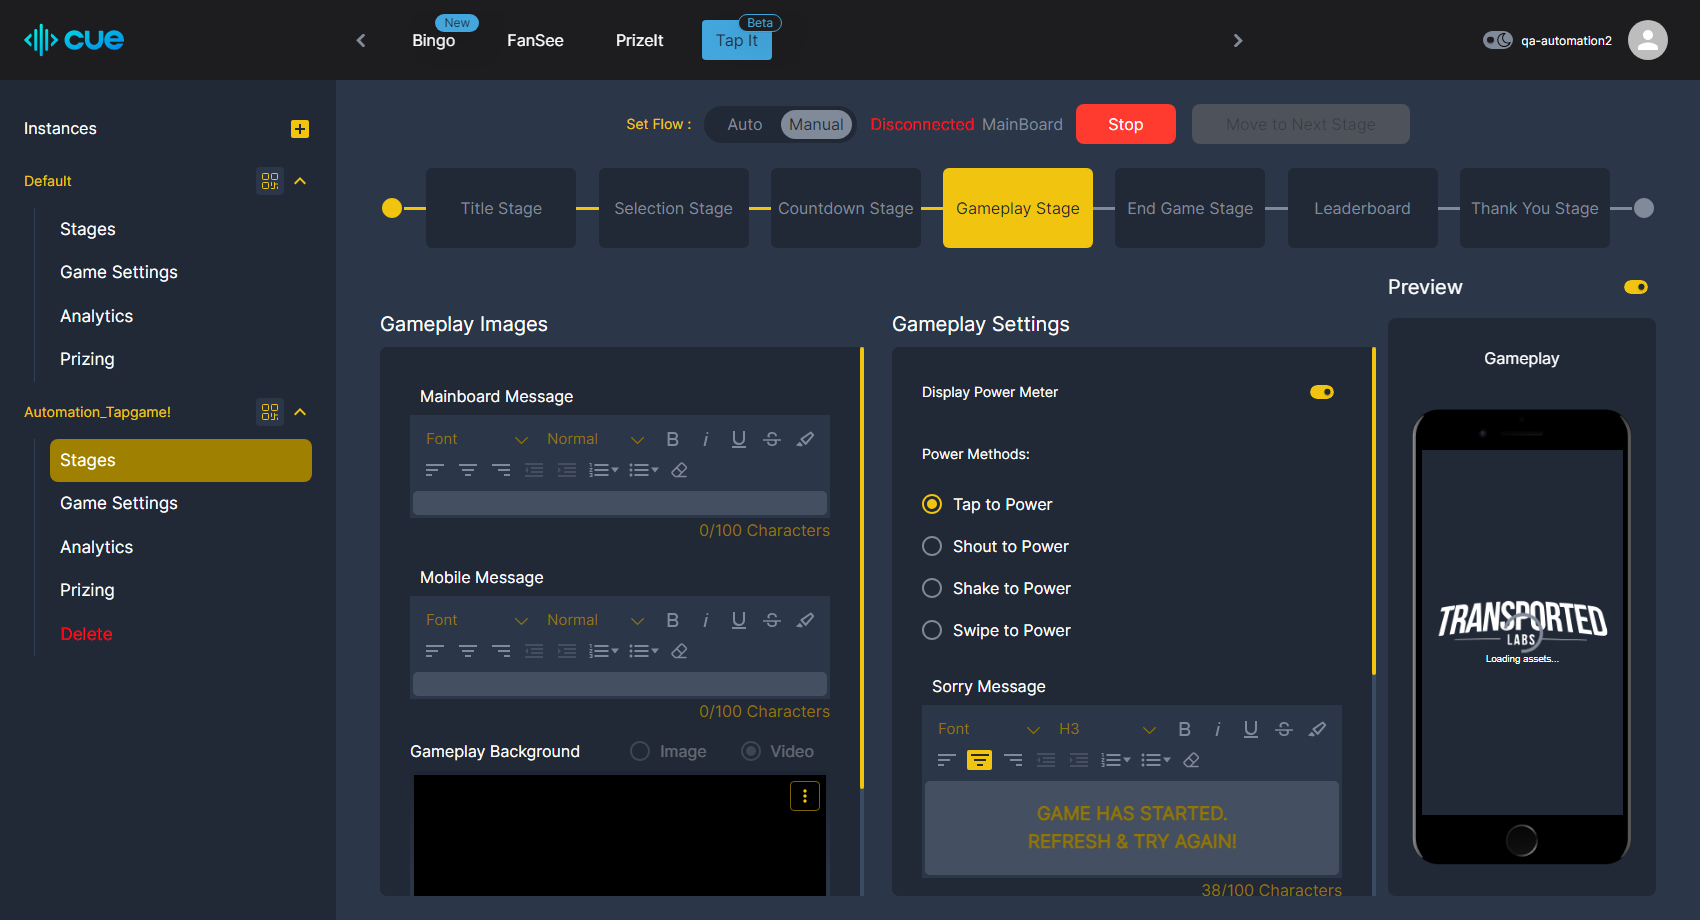 cue
New
Bingo
FanSee
PrizeIt
Beta
Tap It
qa-automation2
Instances
Default
Stages
Game Settings
Analytics
Prizing
Automation_Tapgame!
Stages
Game Settings
Analytics
Prizing
Delete
Set Flow :
Auto
Manual
Disconnected MainBoard
Stop
Move to Next Stage
Title Stage
Selection Stage
Countdown Stage
Gameplay Stage
End Game Stage
Leaderboard
Thank You Stage
Gameplay Images
Mainboard Message
Font
Normal
0/100 Characters
Mobile Message
Font
Normal
0/100 Characters
Gameplay Background
Image
Video
Gameplay Settings
Display Power Meter
Power Methods:
Tap to Power
Shout to Power
Shake to Power
Swipe to Power
Sorry Message
Font
H3
GAME HAS STARTED.
REFRESH & TRY AGAIN!
38/100 Characters
Preview
Gameplay
TRANSPORTED
LABS
Loading assets...